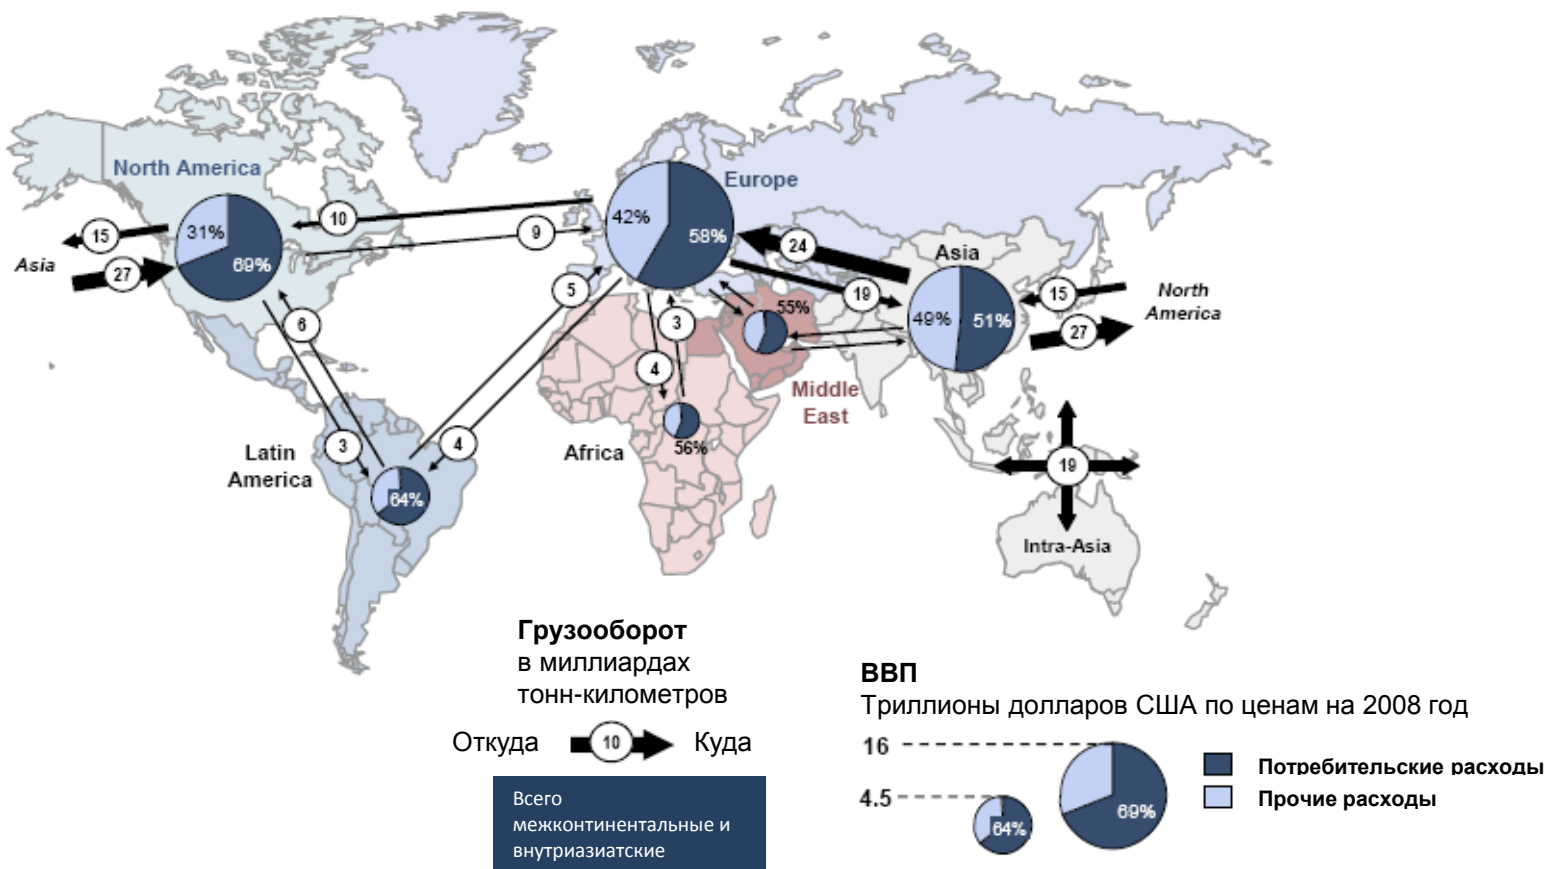 North America
Europe
10
42%
58%
31%
69%
15
27
Asia
9
24
Asia
19
49%
51%
15
27
North
America
5
6
3
4
55%
Middle
East
3
4
Latin
America
64%
Africa
56%
19
Intra-Asia
Грузооборот
в миллиардах
тонн-километров
Откуда
10
Куда
Всего
межконтинентальные и
внутриазиатские
ВВП
Триллионы долларов США по ценам на 2008 год
16
4.5
64%
69%
Потребительские расходы
Прочие расходы